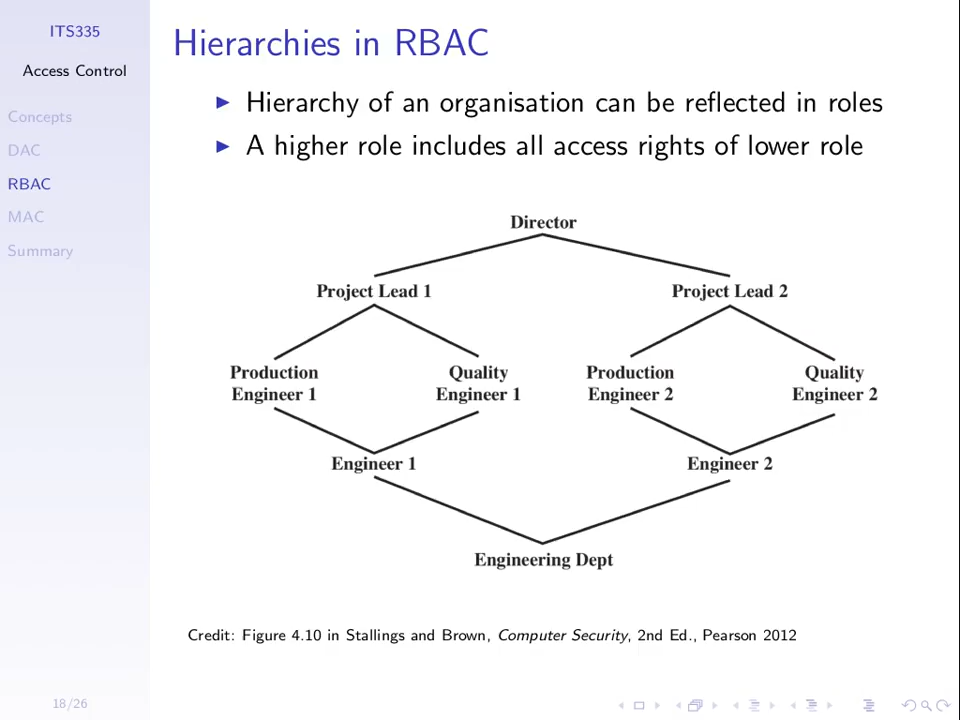 ITS335
Access Control
Concepts
DAC
RBAC
MAC
Summary
Hierarchies in RBAC
Hierarchy of an organisation can be reflected in roles
A higher role includes all access rights of lower role
Director
Project Lead 1
Project Lead 2
Production
Engineer 1
Quality
Engineer 1
Production
Engineer 2
Quality
Engineer 2
Engineer 1
Engineer 2
Engineering Dept
Credit: Figure 4.10 in Stallings and Brown, Computer Security, 2nd Ed., Pearson 2012
18/26